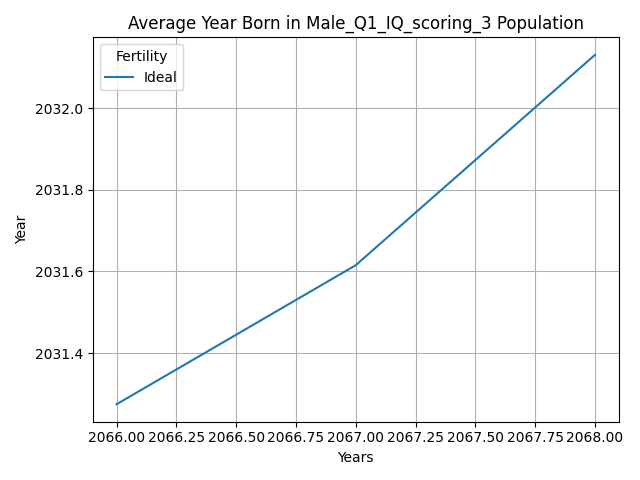 Average Year Born in Male_Q1_IQ_scoring_3 Population
Fertility
Ideal
2032.0
2031.8
2031.6
2031.4
Year
2066.00 2066.25 2066.50 2066.75 2067.00 2067.25 2067.50 2067.75 2068.00
Years